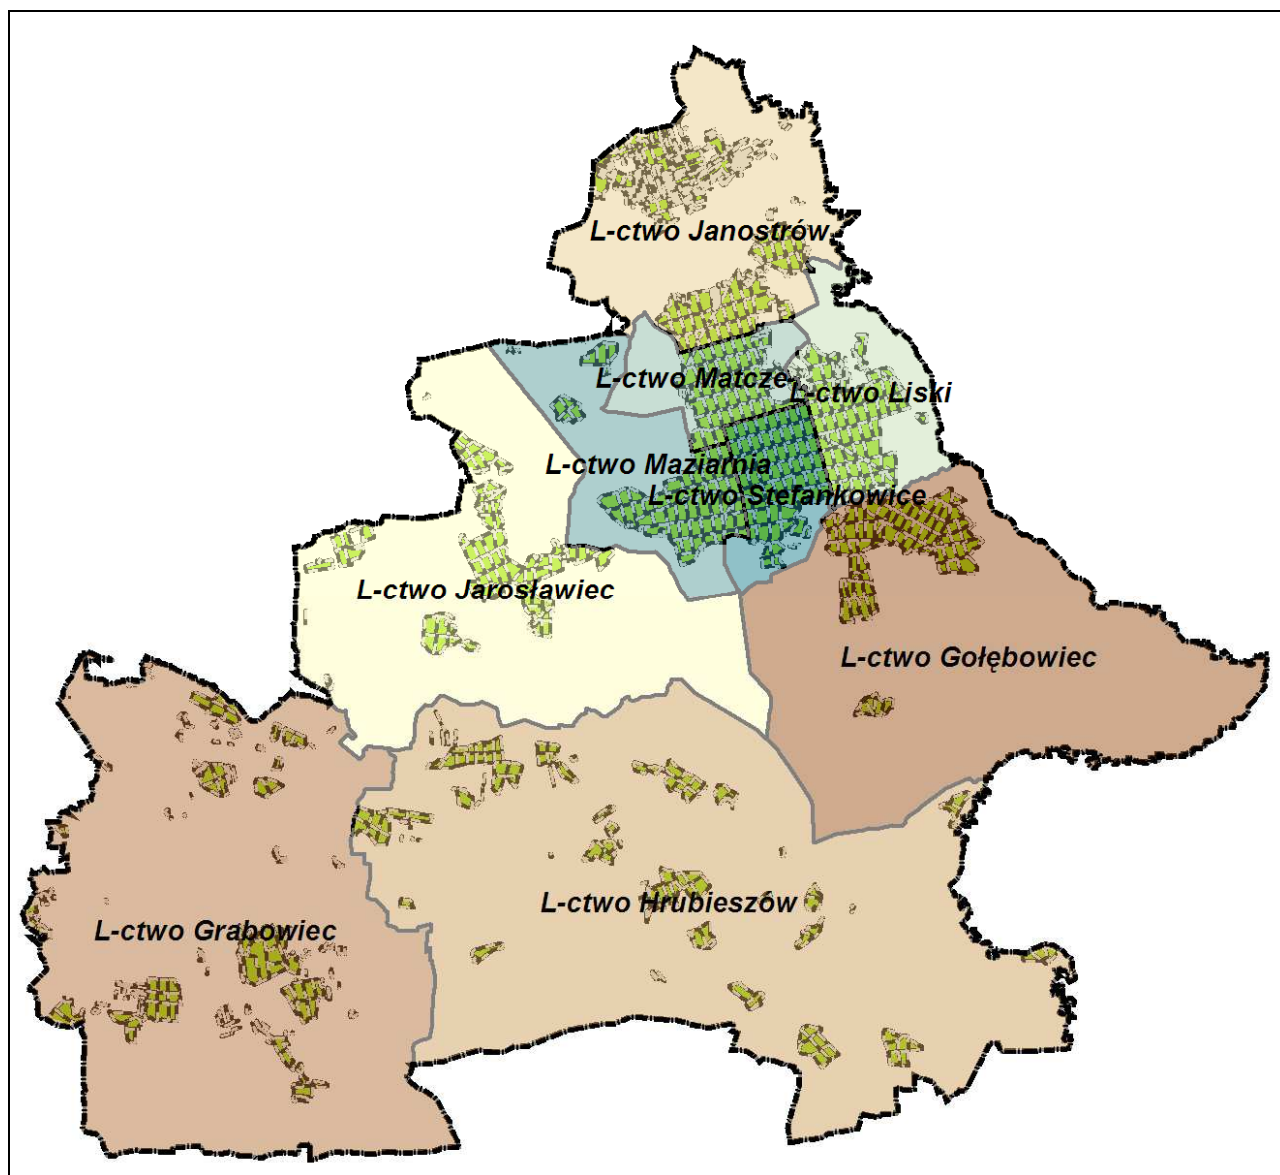 L-ctwo Janostrów
L-ctwo Matcze
L-ctwo Liski
L-ctwo Maziarnia
L-ctwo Stefankowice
L-ctwo Jarosławiec
L-ctwo Gołębowiec
L-ctwo Hrubieszów
L-ctwo Grabowiec